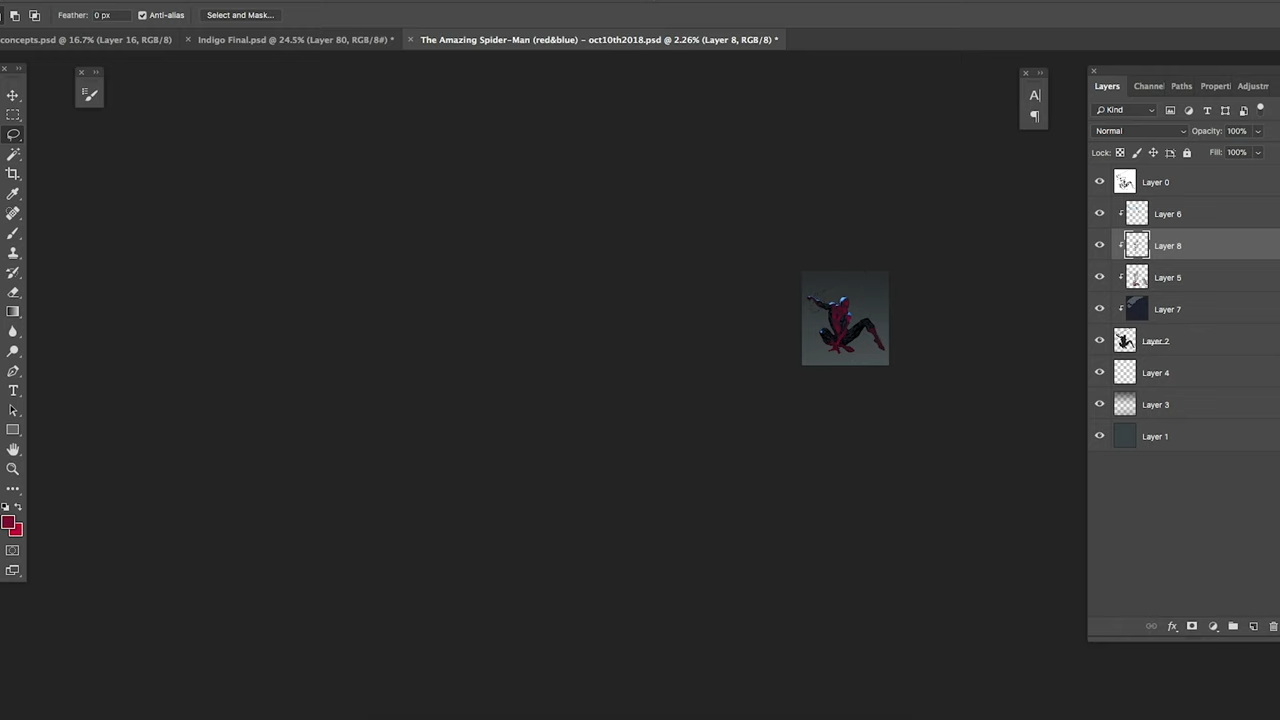 Feather: 0 px Anti-alias Select and Mask...
concepts.psd @ 16.7% (Layer 16, RGB/8) × Indigo Final.psd @ 24.5% (Layer 80, RGB/8#) * × The Amazing Spider-Man (red&blue) – oct10th2018.psd @ 2.26% (Layer 8, RGB/8) *
Layers Channe Paths Properti Adjustm
Kind
Normal Opacity: 100%
Lock: Fill: 100%
Layer 0
Layer 6
Layer 8
Layer 5
Layer 7
Layer 2
Layer 4
Layer 3
Layer 1